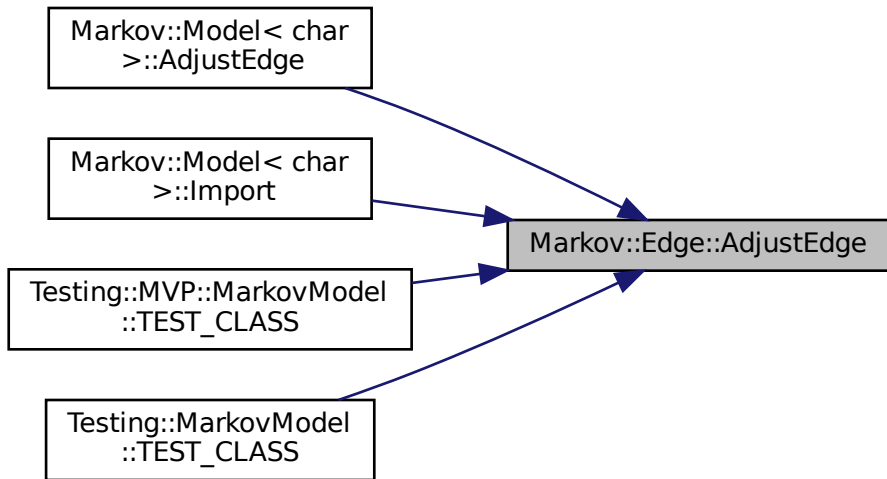 Markov::Model< char
>::AdjustEdge
Markov::Model< char
>::Import
Markov::Edge::AdjustEdge
Testing::MVP::MarkovModel
::TEST_CLASS
Testing::MarkovModel
::TEST_CLASS